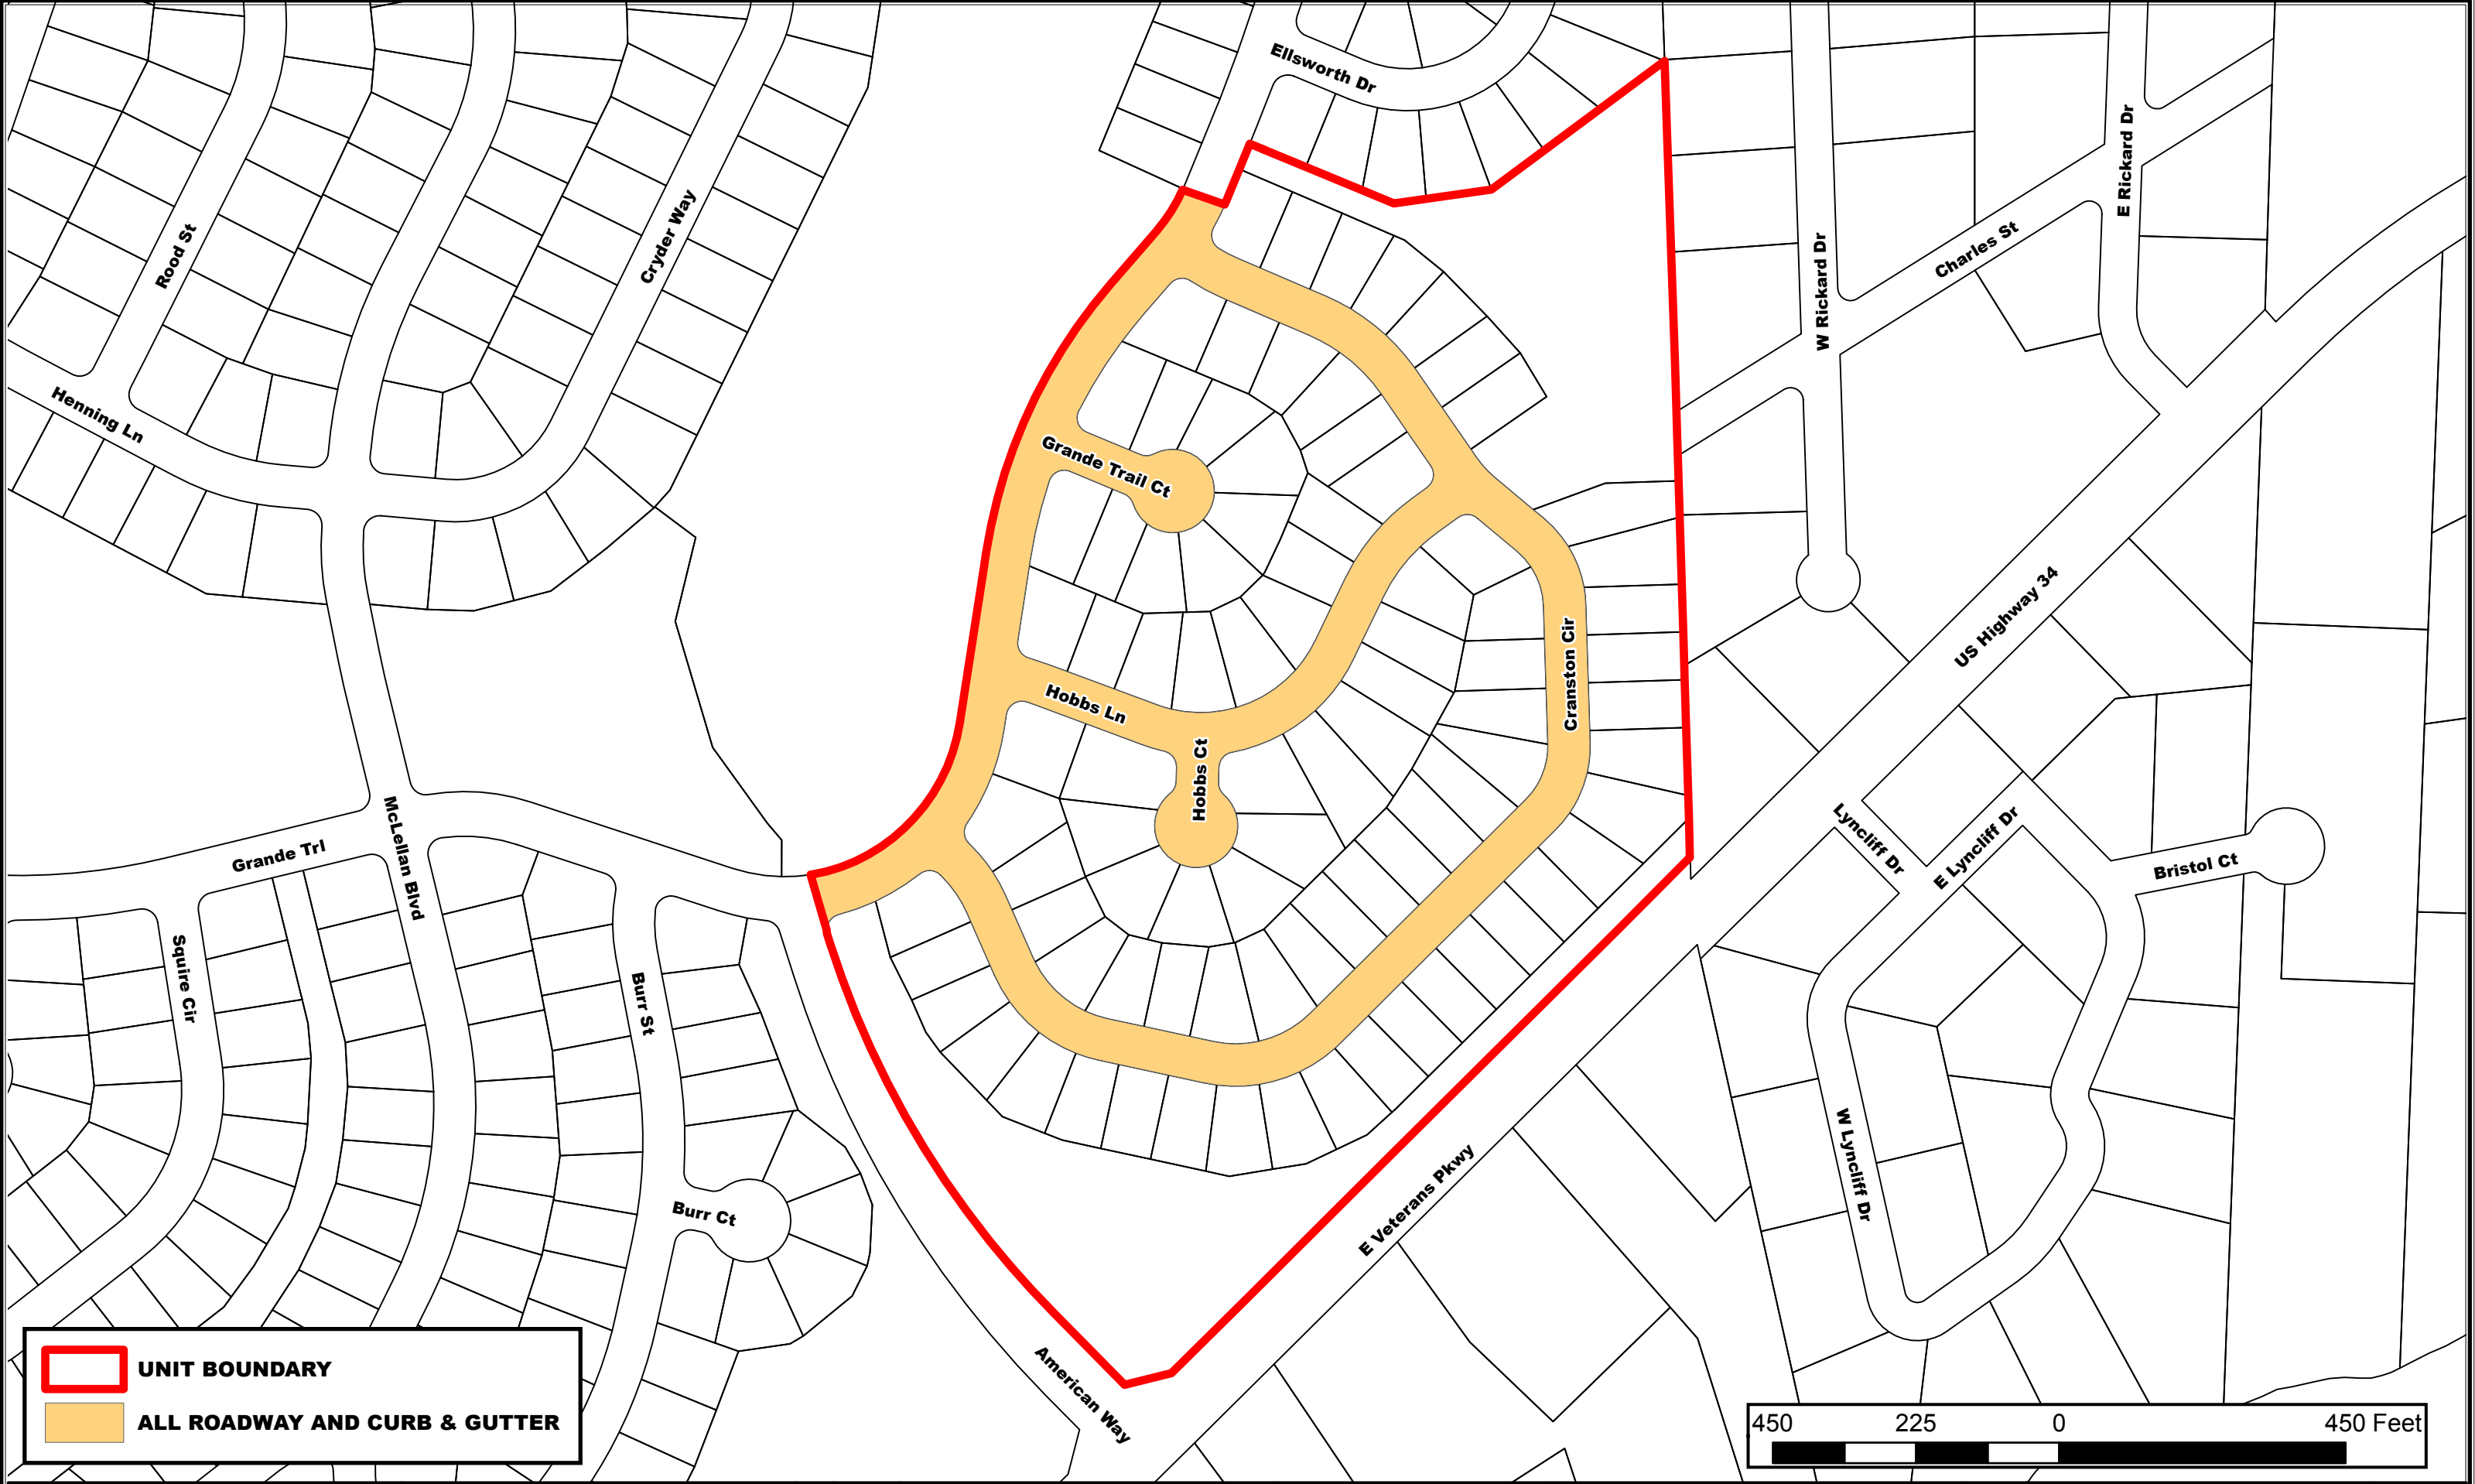 Ellsworth Dr
E Rickard Dr
Rood St
Cryder Way
W Rickard Dr
Charles St
Henning Ln
Grande Trail Ct
US Highway 34
Cranston Cir
Hobbs Ln
Hobbs Ct
McLellan Blvd
Grande Trl
Lyncliff Dr
E Lyncliff Dr
Bristol Ct
Squire Cir
Burr St
W Lyncliff Dr
E Veterans Pkwy
Burr Ct
American Way
UNIT BOUNDARY
ALL ROADWAY AND CURB & GUTTER
450 225 0 450 Feet